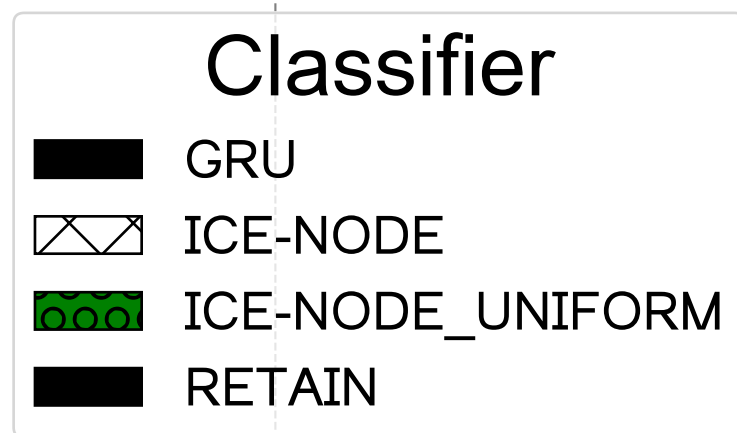 Classifier
GRU
ICE-NODE
ICE-NODE_UNIFORM
RETAIN